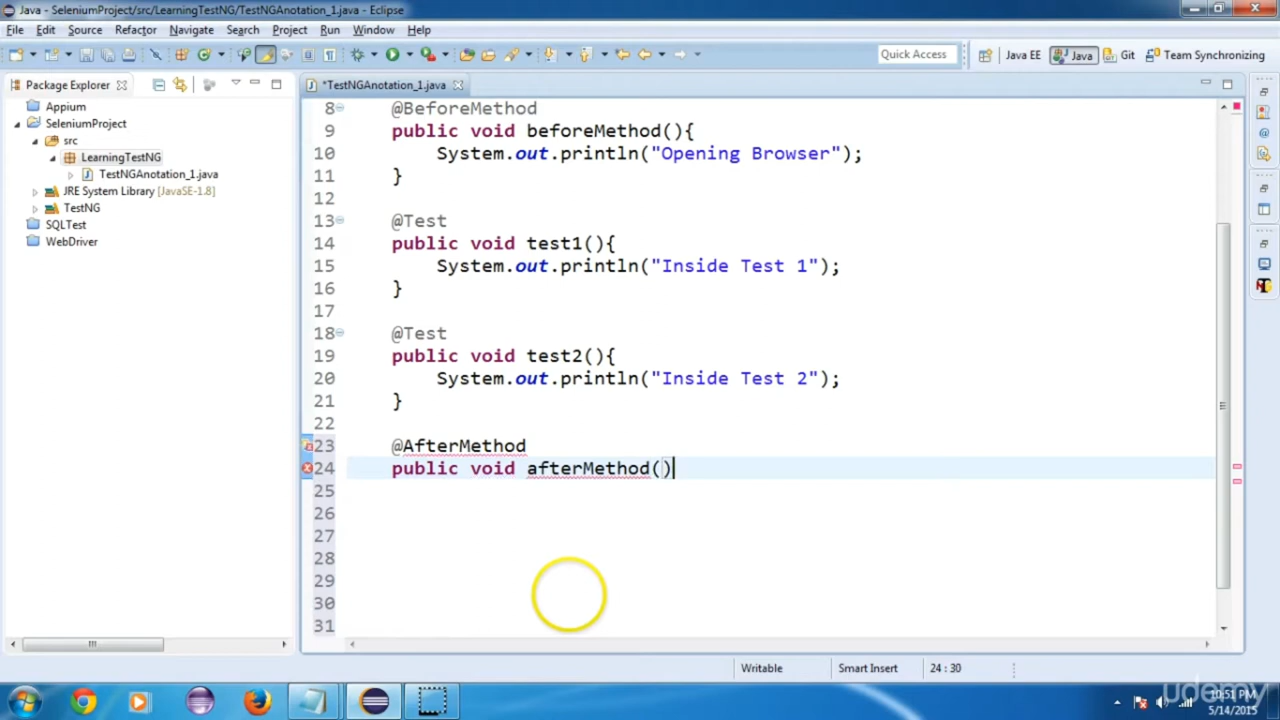 Java - SeleniumProject/src/LearningTestNG/TestNGAnotation_1.java - Eclipse
File Edit Source Refactor Navigate Search Project Run Window Help
Quick Access Java EE Java Git Team Synchronizing
Package Explorer
*TestNGAnotation_1.java
Appium
SeleniumProject
src
LearningTestNG
TestNGAnotation_1.java
JRE System Library [JavaSE-1.8]
TestNG
SQLTest
WebDriver
8 @BeforeMethod
9 public void beforeMethod(){
10 System.out.println("Opening Browser");
11 }
12
13 @Test
14 public void test1(){
15 System.out.println("Inside Test 1");
16 }
17
18 @Test
19 public void test2(){
20 System.out.println("Inside Test 2");
21 }
22
23 @AfterMethod
24 public void afterMethod()
25
26
27
28
29
30
31
Writable Smart Insert 24 : 30
udemy
10:51 PM
5/14/2015